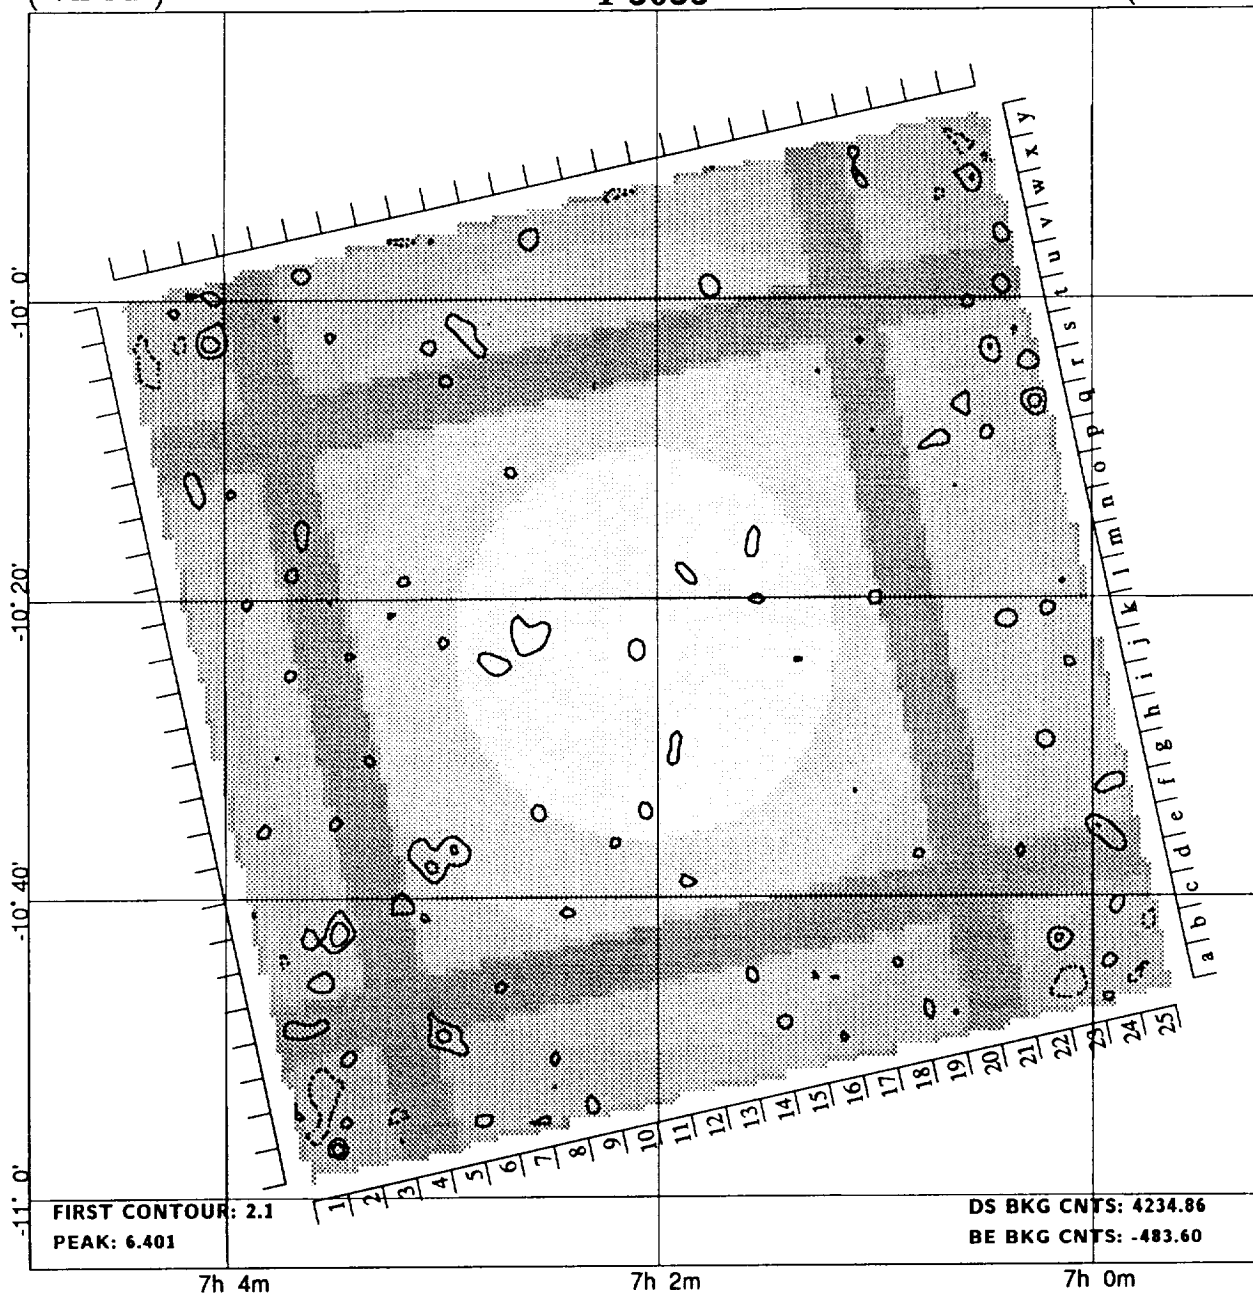 -10° 0'
y
x
w
v
u
t
s
r
q
p
o
n
m
l
k
j
i
h
g
f
e
d
c
b
a
-10° 20'
-10° 40'
-11° 0'
1 2 3 4 5 6 7 8 9 10 11 12 13 14 15 16 17 18 19 20 21 22 23 24 25
FIRST CONTOUR: 2.1
PEAK: 6.401
DS BKG CNTS: 4234.86
BE BKG CNTS: -483.60
7h 4m 7h 2m 7h 0m